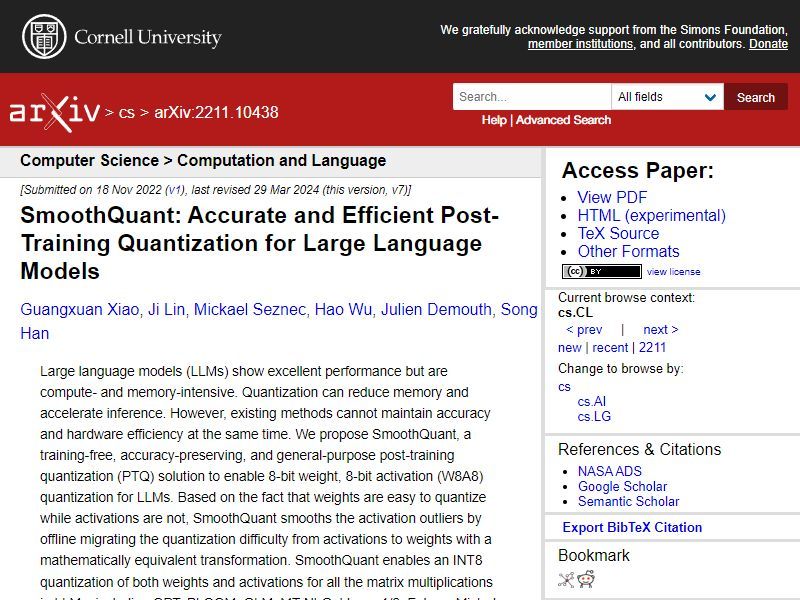 Cornell University
We gratefully acknowledge support from the Simons Foundation,
member institutions, and all contributors. Donate
arXiv > cs > arXiv:2211.10438
Search...
All fields
Search
Help | Advanced Search
Computer Science > Computation and Language
[Submitted on 18 Nov 2022 (v1), last revised 29 Mar 2024 (this version, v7)]
SmoothQuant: Accurate and Efficient Post-
Training Quantization for Large Language
Models
Guangxuan Xiao, Ji Lin, Mickael Seznec, Hao Wu, Julien Demouth, Song
Han
Large language models (LLMs) show excellent performance but are
compute- and memory-intensive. Quantization can reduce memory and
accelerate inference. However, existing methods cannot maintain accuracy
and hardware efficiency at the same time. We propose SmoothQuant, a
training-free, accuracy-preserving, and general-purpose post-training
quantization (PTQ) solution to enable 8-bit weight, 8-bit activation (W8A8)
quantization for LLMs. Based on the fact that weights are easy to quantize
while activations are not, SmoothQuant smooths the activation outliers by
offline migrating the quantization difficulty from activations to weights with a
mathematically equivalent transformation. SmoothQuant enables an INT8
quantization of both weights and activations for all the matrix multiplications
Access Paper:
View PDF
HTML (experimental)
TeX Source
Other Formats
(cc) BY
view license
Current browse context:
cs.CL
< prev | next >
new | recent | 2211
Change to browse by:
cs
cs.AI
cs.LG
References & Citations
NASA ADS
Google Scholar
Semantic Scholar
Export BibTeX Citation
Bookmark